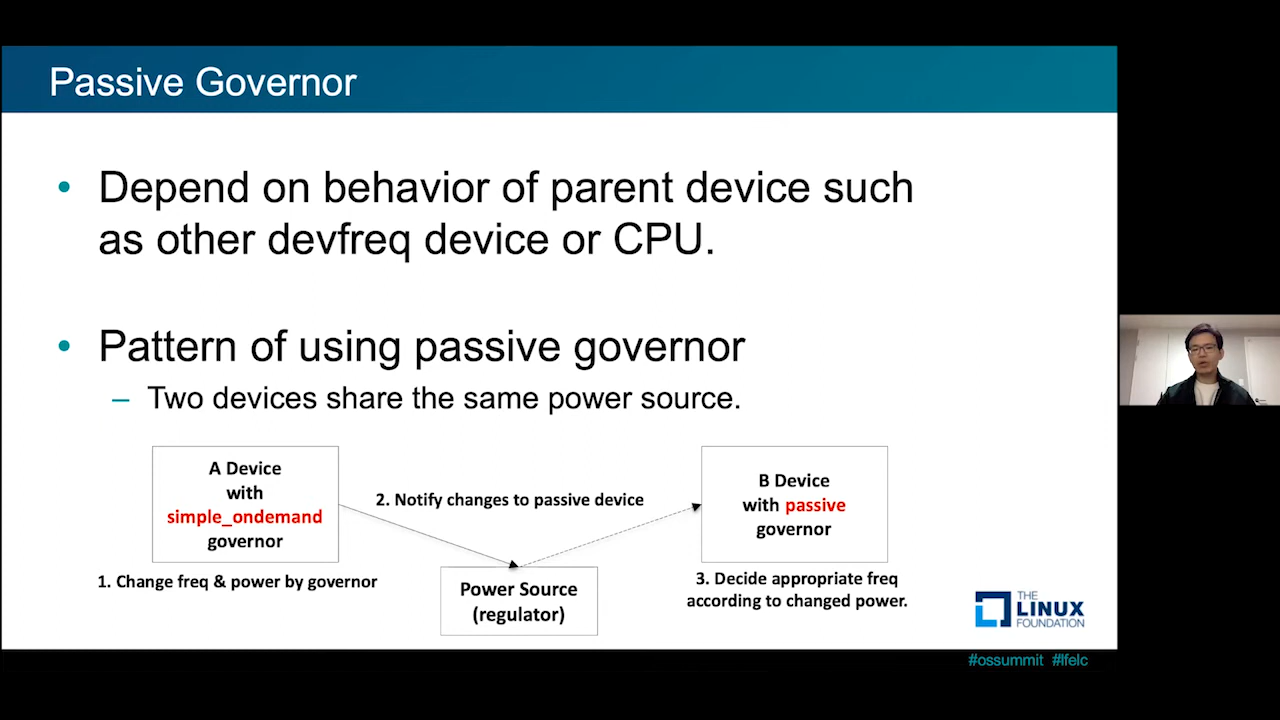 Passive Governor
• Depend on behavior of parent device such
as other devfreq device or CPU.
• Pattern of using passive governor
– Two devices share the same power source.
A Device
with
simple_ondemand
governor
2. Notify changes to passive device
B Device
with passive
governor
1. Change freq & power by governor
Power Source
(regulator)
3. Decide appropriate freq
according to changed power.
THE
LINUX
FOUNDATION
#ossummit #lfelc